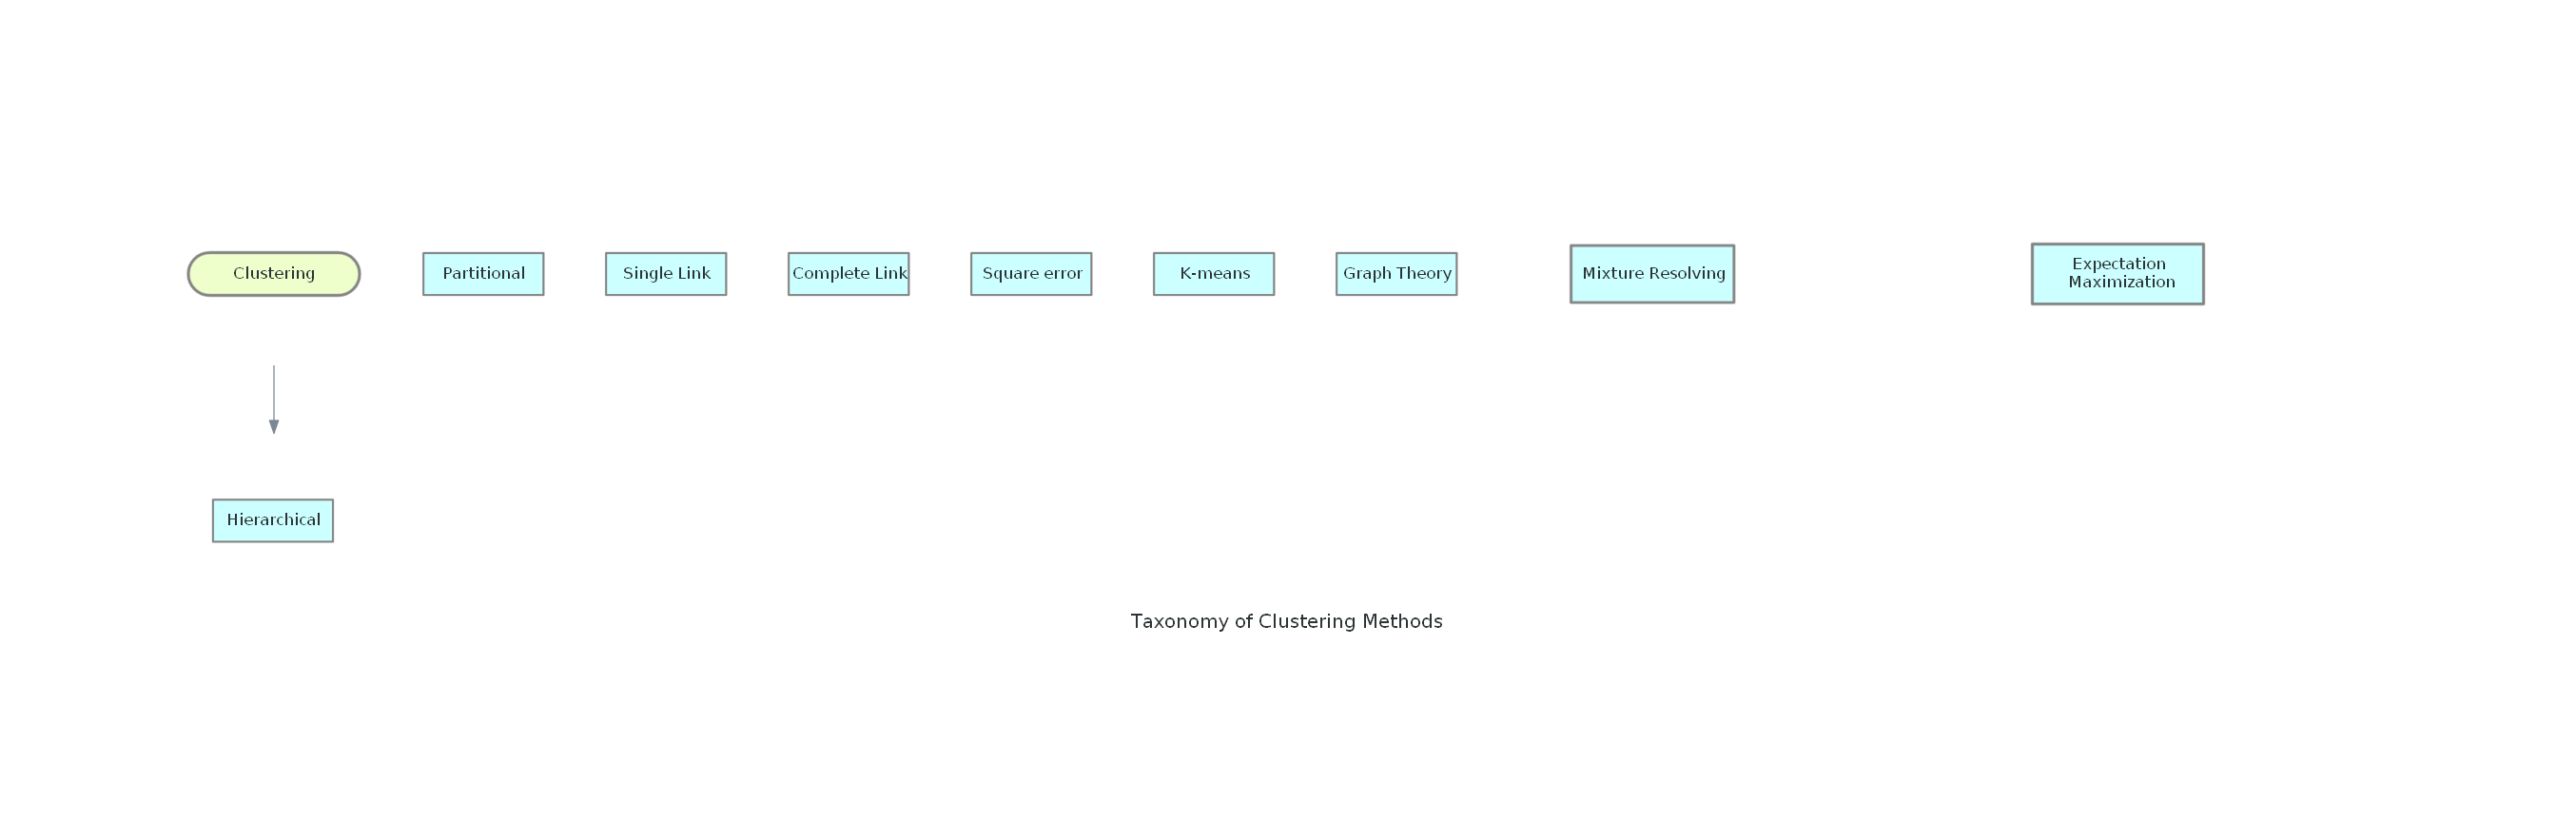 Clustering
Partitional
Single Link
Complete Link
Square error
K-means
Graph Theory
Mixture Resolving
Expectation
Maximization
Hierarchical
Taxonomy of Clustering Methods